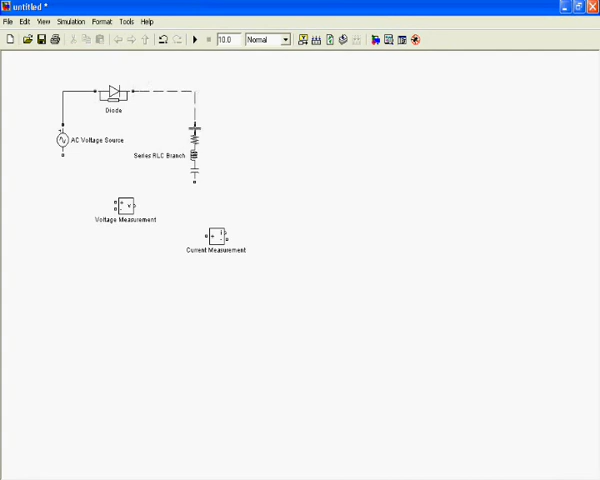 untitled *
File Edit View Simulation Format Tools Help
10.0 Normal
Diode
AC Voltage Source
Series RLC Branch
+ v
-
Voltage Measurement
+ i
-
Current Measurement